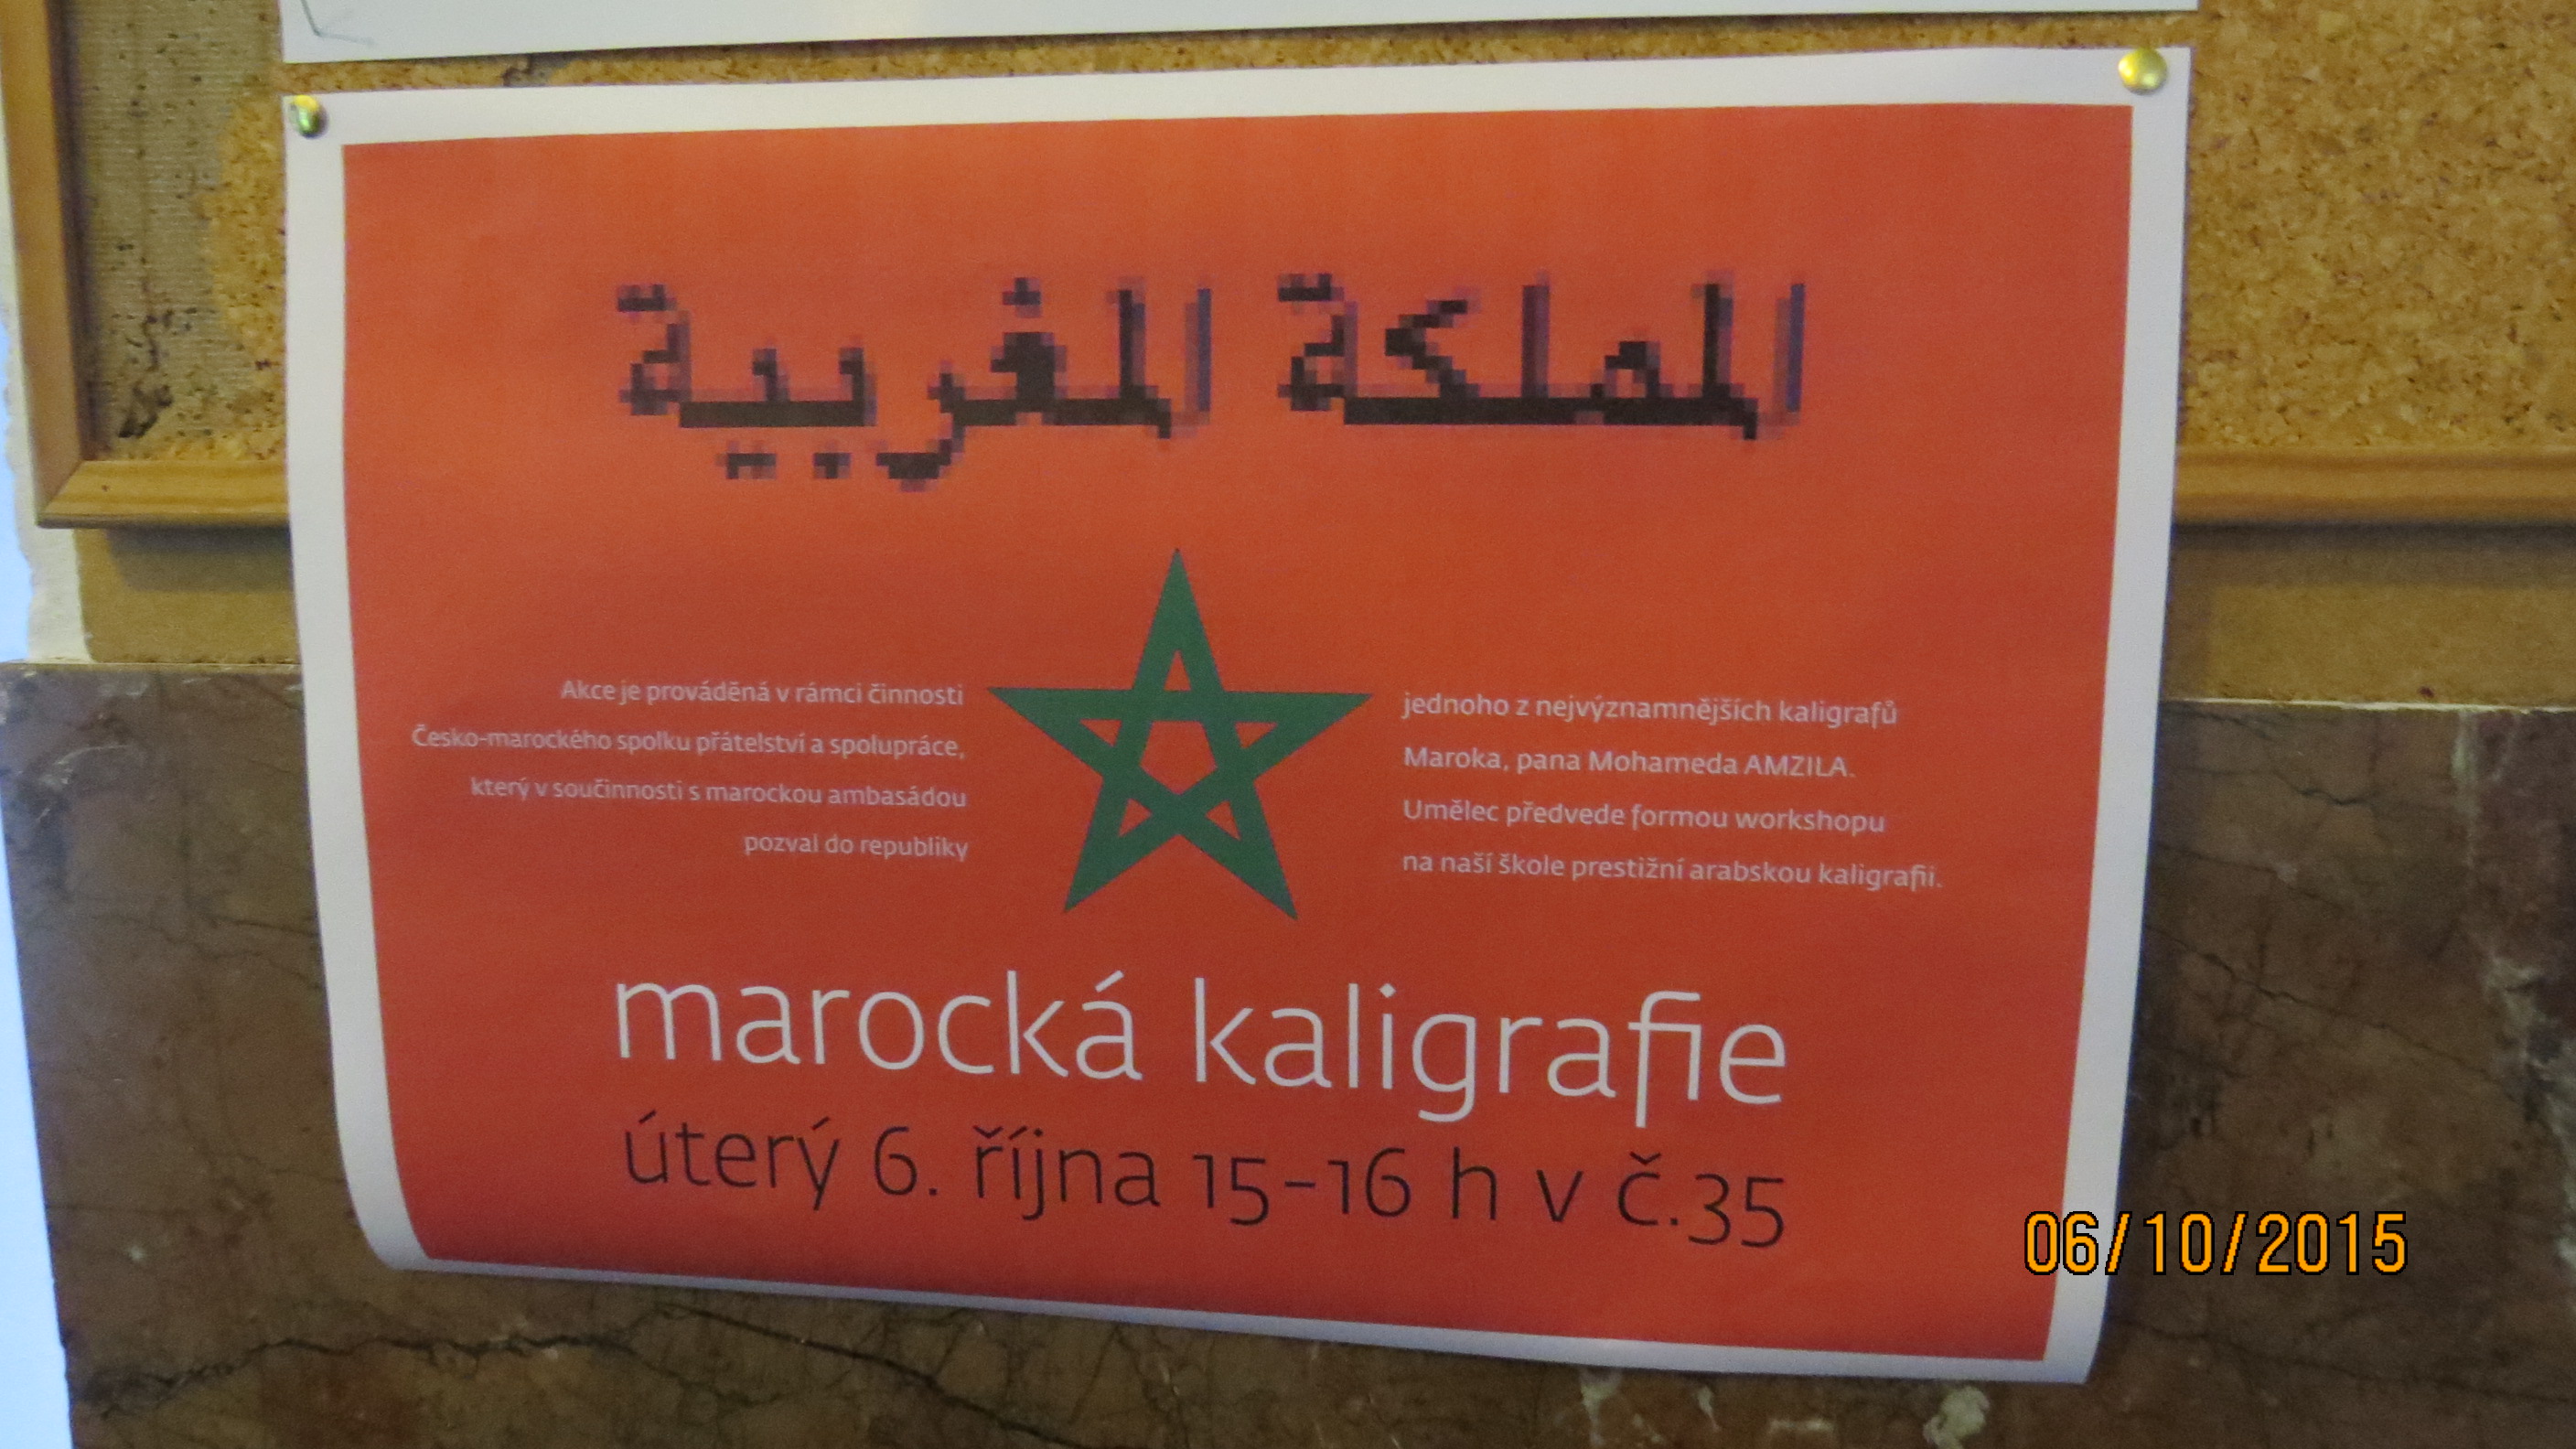 المملكة المغربية
Akce je prováděná v rámci činnosti
Česko-marockého spolku přátelství a spolupráce,
který v součinnosti s marockou ambasádou
pozval do republiky
jednoho z nejvýznamnějších kaligrafů
Maroka, pana Mohameda AMZILA.
Umělec předvede formou workshopu
na naší škole prestižní arabskou kaligrafii.
marocká kaligrafie
úterý 6. října 15-16 h v č.35
06/10/2015